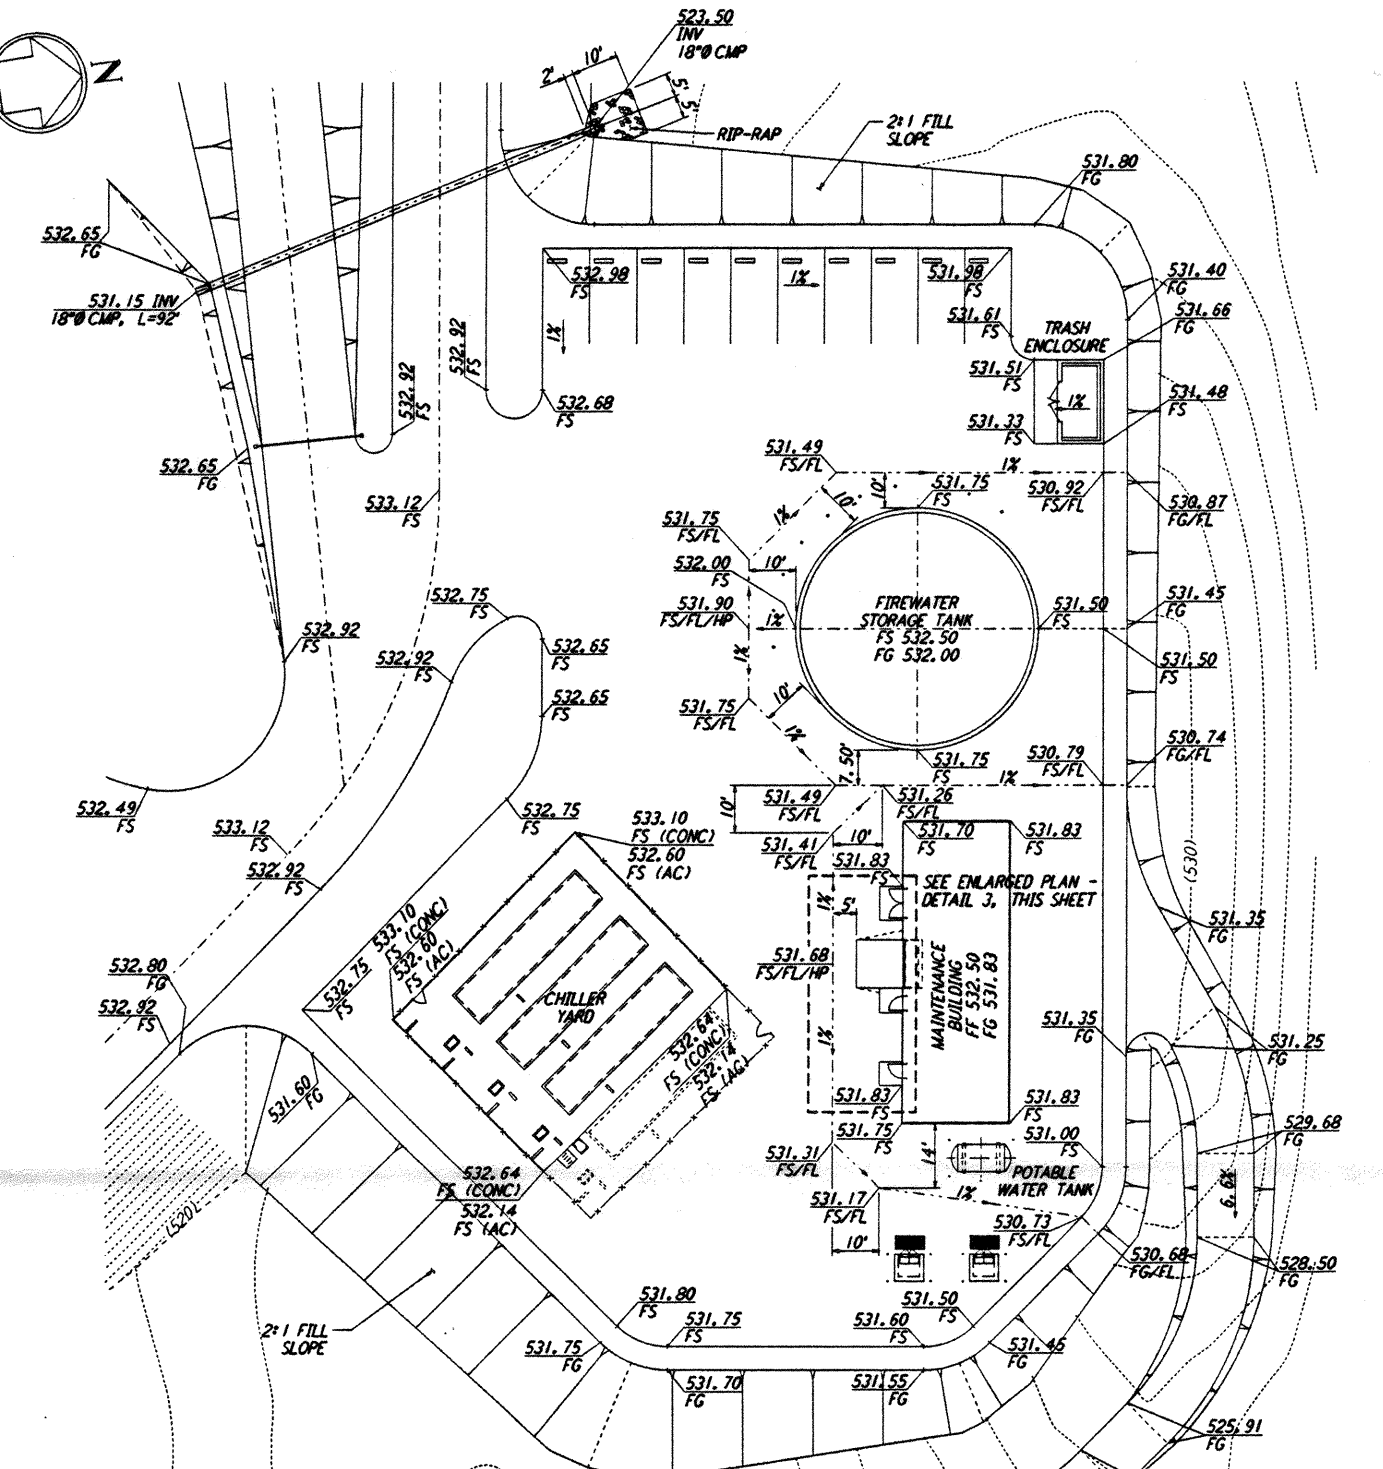 523.50
INV
18"Ø CMP
10'
2'
5'
5'
N
RIP-RAP
2:1 FILL
SLOPE
531.80
FG
532.65
FG
531.15 INV
18"Ø CMP, L=92'
532.98
FS
1%
531.98
FS
531.40
FG
531.66
FG
531.61
FS
TRASH
ENCLOSURE
532.92
FS
1%
532.92
FS
532.68
FS
531.51
FS
1%
531.48
FS
531.33
FS
532.65
FG
531.49
FS/FL
1%
533.12
FS
10'
10'
531.75
FS
530.92
FS/FL
530.87
FG/FL
1%
531.75
FS/FL
532.00
FS
10'
532.75
FS
531.90
FS/FL/HP
1%
FIREWATER
STORAGE TANK
FS 532.50
FG 532.00
531.50
FS
531.45
FG
532.92
FS
532.65
FS
532.92
FS
1%
531.50
FS
532.65
FS
531.75
FS/FL
10'
1%
7.50'
531.75
FS
530.79
FS/FL
530.74
FG/FL
1%
532.49
FS
533.12
FS
532.75
FS
10'
531.49
FS/FL
531.26
FS/FL
533.10
FS (CONC)
532.60
FS (AC)
531.41
FS/FL
10'
531.70
FS
531.83
FS
532.92
FS
531.83
FS
(530)
SEE ENLARGED PLAN -
DETAIL 3, THIS SHEET
1%
5'
533.10
FS (CONC)
532.60
FS (AC)
531.35
FG
532.80
FG
532.75
FS
531.68
FS/FL/HP
MAINTENANCE
BUILDING
FF 532.50
FG 531.83
532.92
FS
CHILLER
YARD
532.64
FS (CONC)
532.14
FS (AC)
1%
531.35
FG
531.25
FG
531.60
FG
531.83
FS
531.83
FS
531.75
FS
531.00
FS
529.68
FG
531.31
FS/FL
14'
POTABLE
WATER TANK
532.64
FS (CONC)
532.14
FS (AC)
531.17
FS/FL
1%
6.6%
(520)
10'
530.73
FS/FL
530.68
FG/FL
528.50
FG
531.80
FS
531.50
FS
2:1 FILL
SLOPE
531.75
FS
531.60
FS
531.75
FG
531.45
FG
531.70
FG
531.55
FG
525.91
FG